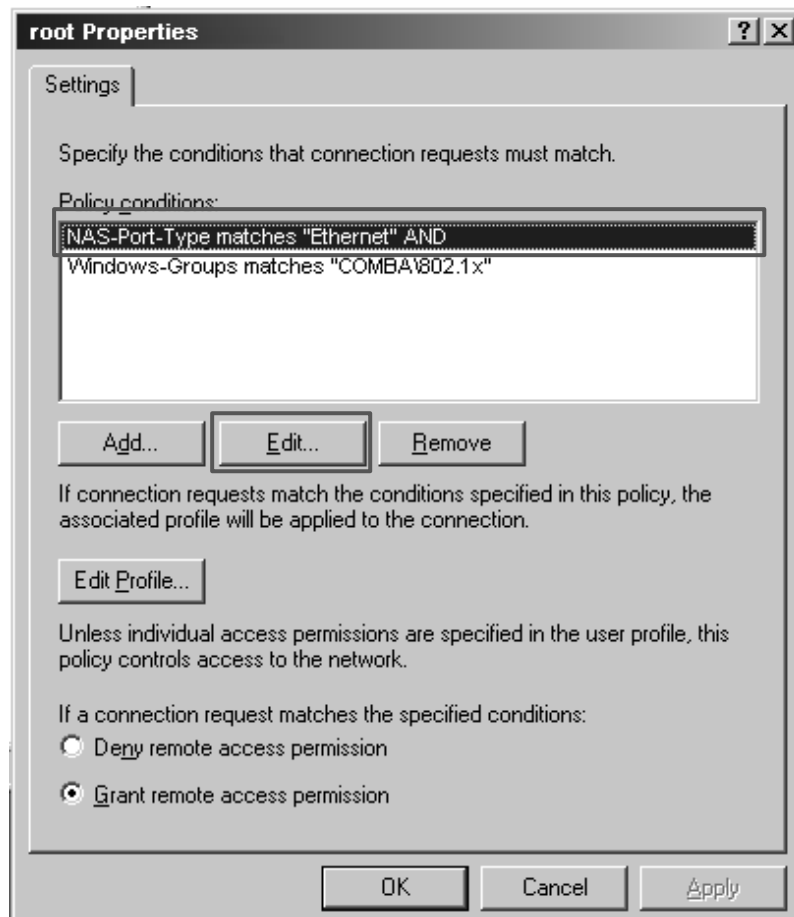 root Properties
? X
Settings
Specify the conditions that connection requests must match.
Policy conditions:
NAS-Port-Type matches "Ethernet" AND
Windows-Groups matches "COMBA\802.1x"
Add... Edit... Remove
If connection requests match the conditions specified in this policy, the
associated profile will be applied to the connection.
Edit Profile...
Unless individual access permissions are specified in the user profile, this
policy controls access to the network.
If a connection request matches the specified conditions:
Deny remote access permission
Grant remote access permission
OK Cancel Apply